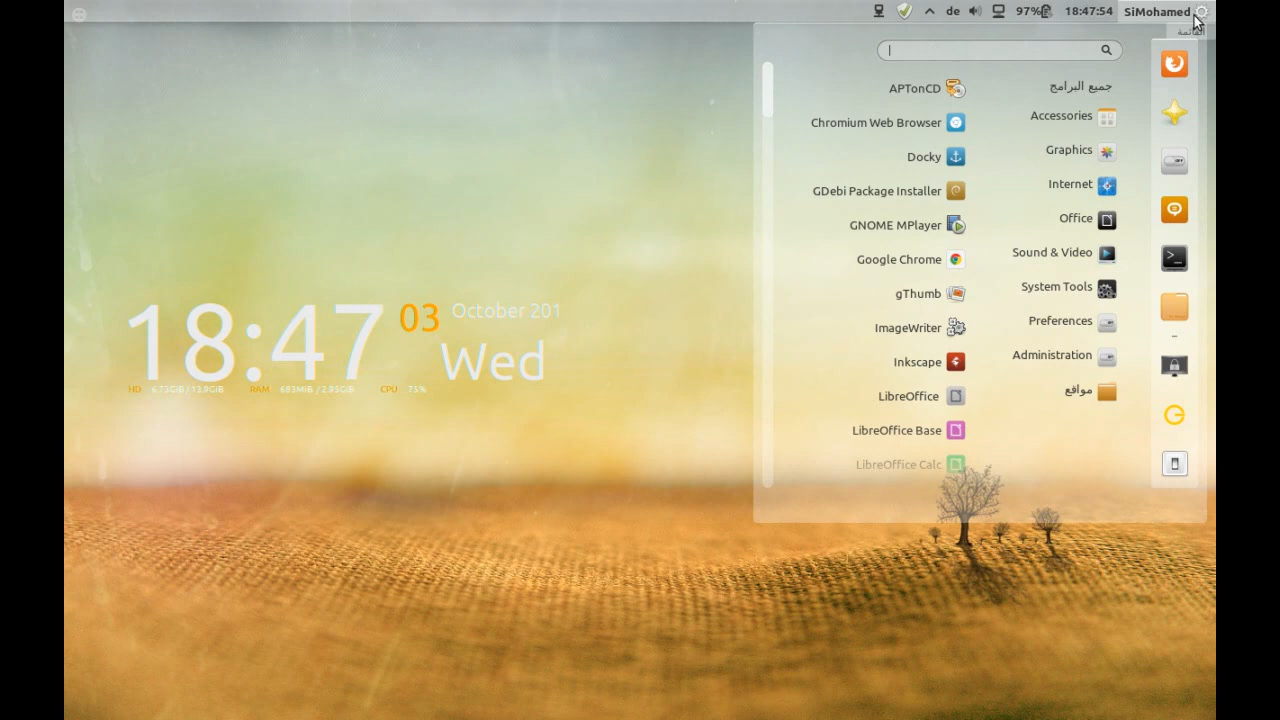 de 97% 18:47:54 SiMohamed
القائمة
جميع البرامج
Accessories
Graphics
Internet
Office
Sound & Video
System Tools
Preferences
Administration
مواقع
APTonCD
Chromium Web Browser
Docky
GDebi Package Installer
GNOME MPlayer
Google Chrome
gThumb
ImageWriter
Inkscape
LibreOffice
LibreOffice Base
LibreOffice Calc
18:47 03 October 201
Wed
HD 6.73GiB / 13.9GiB RAM 683MiB / 2.95GiB CPU 75%